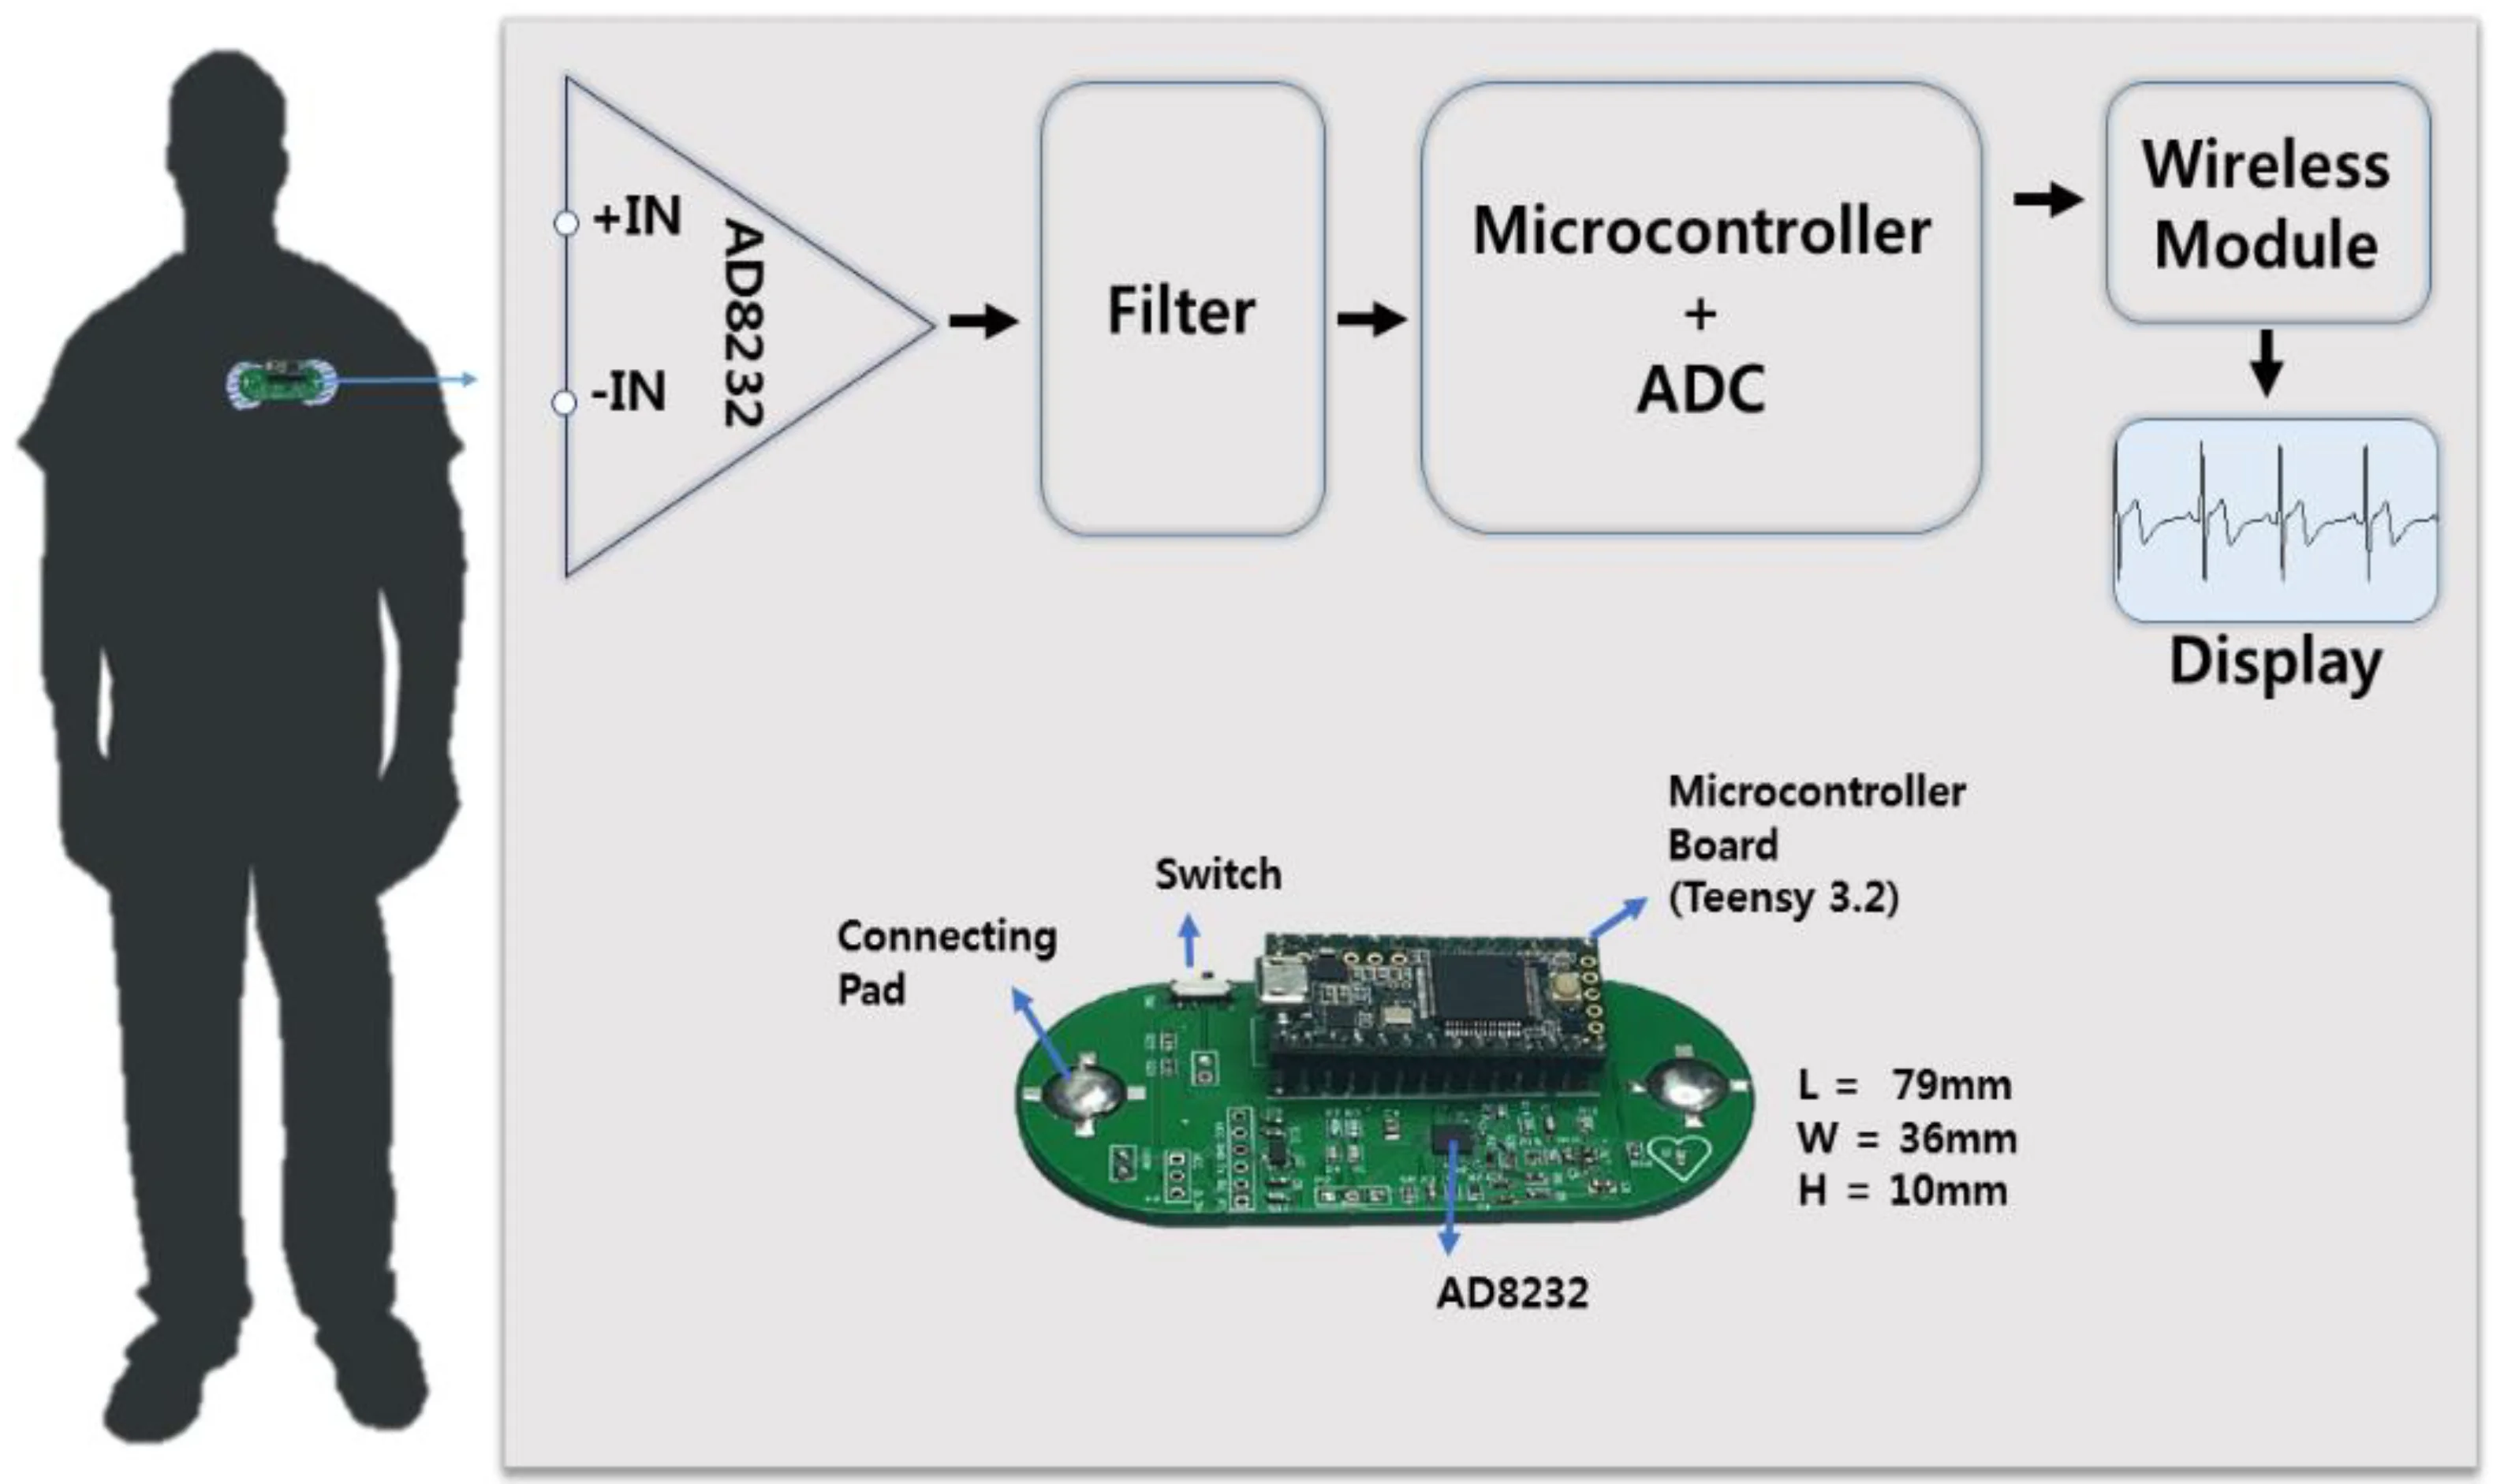 +IN
-IN
AD8232
Filter
Microcontroller
+
ADC
Wireless
Module
Display
Microcontroller
Board
(Teensy 3.2)
Switch
Connecting
Pad
L = 79mm
W = 36mm
H = 10mm
AD8232